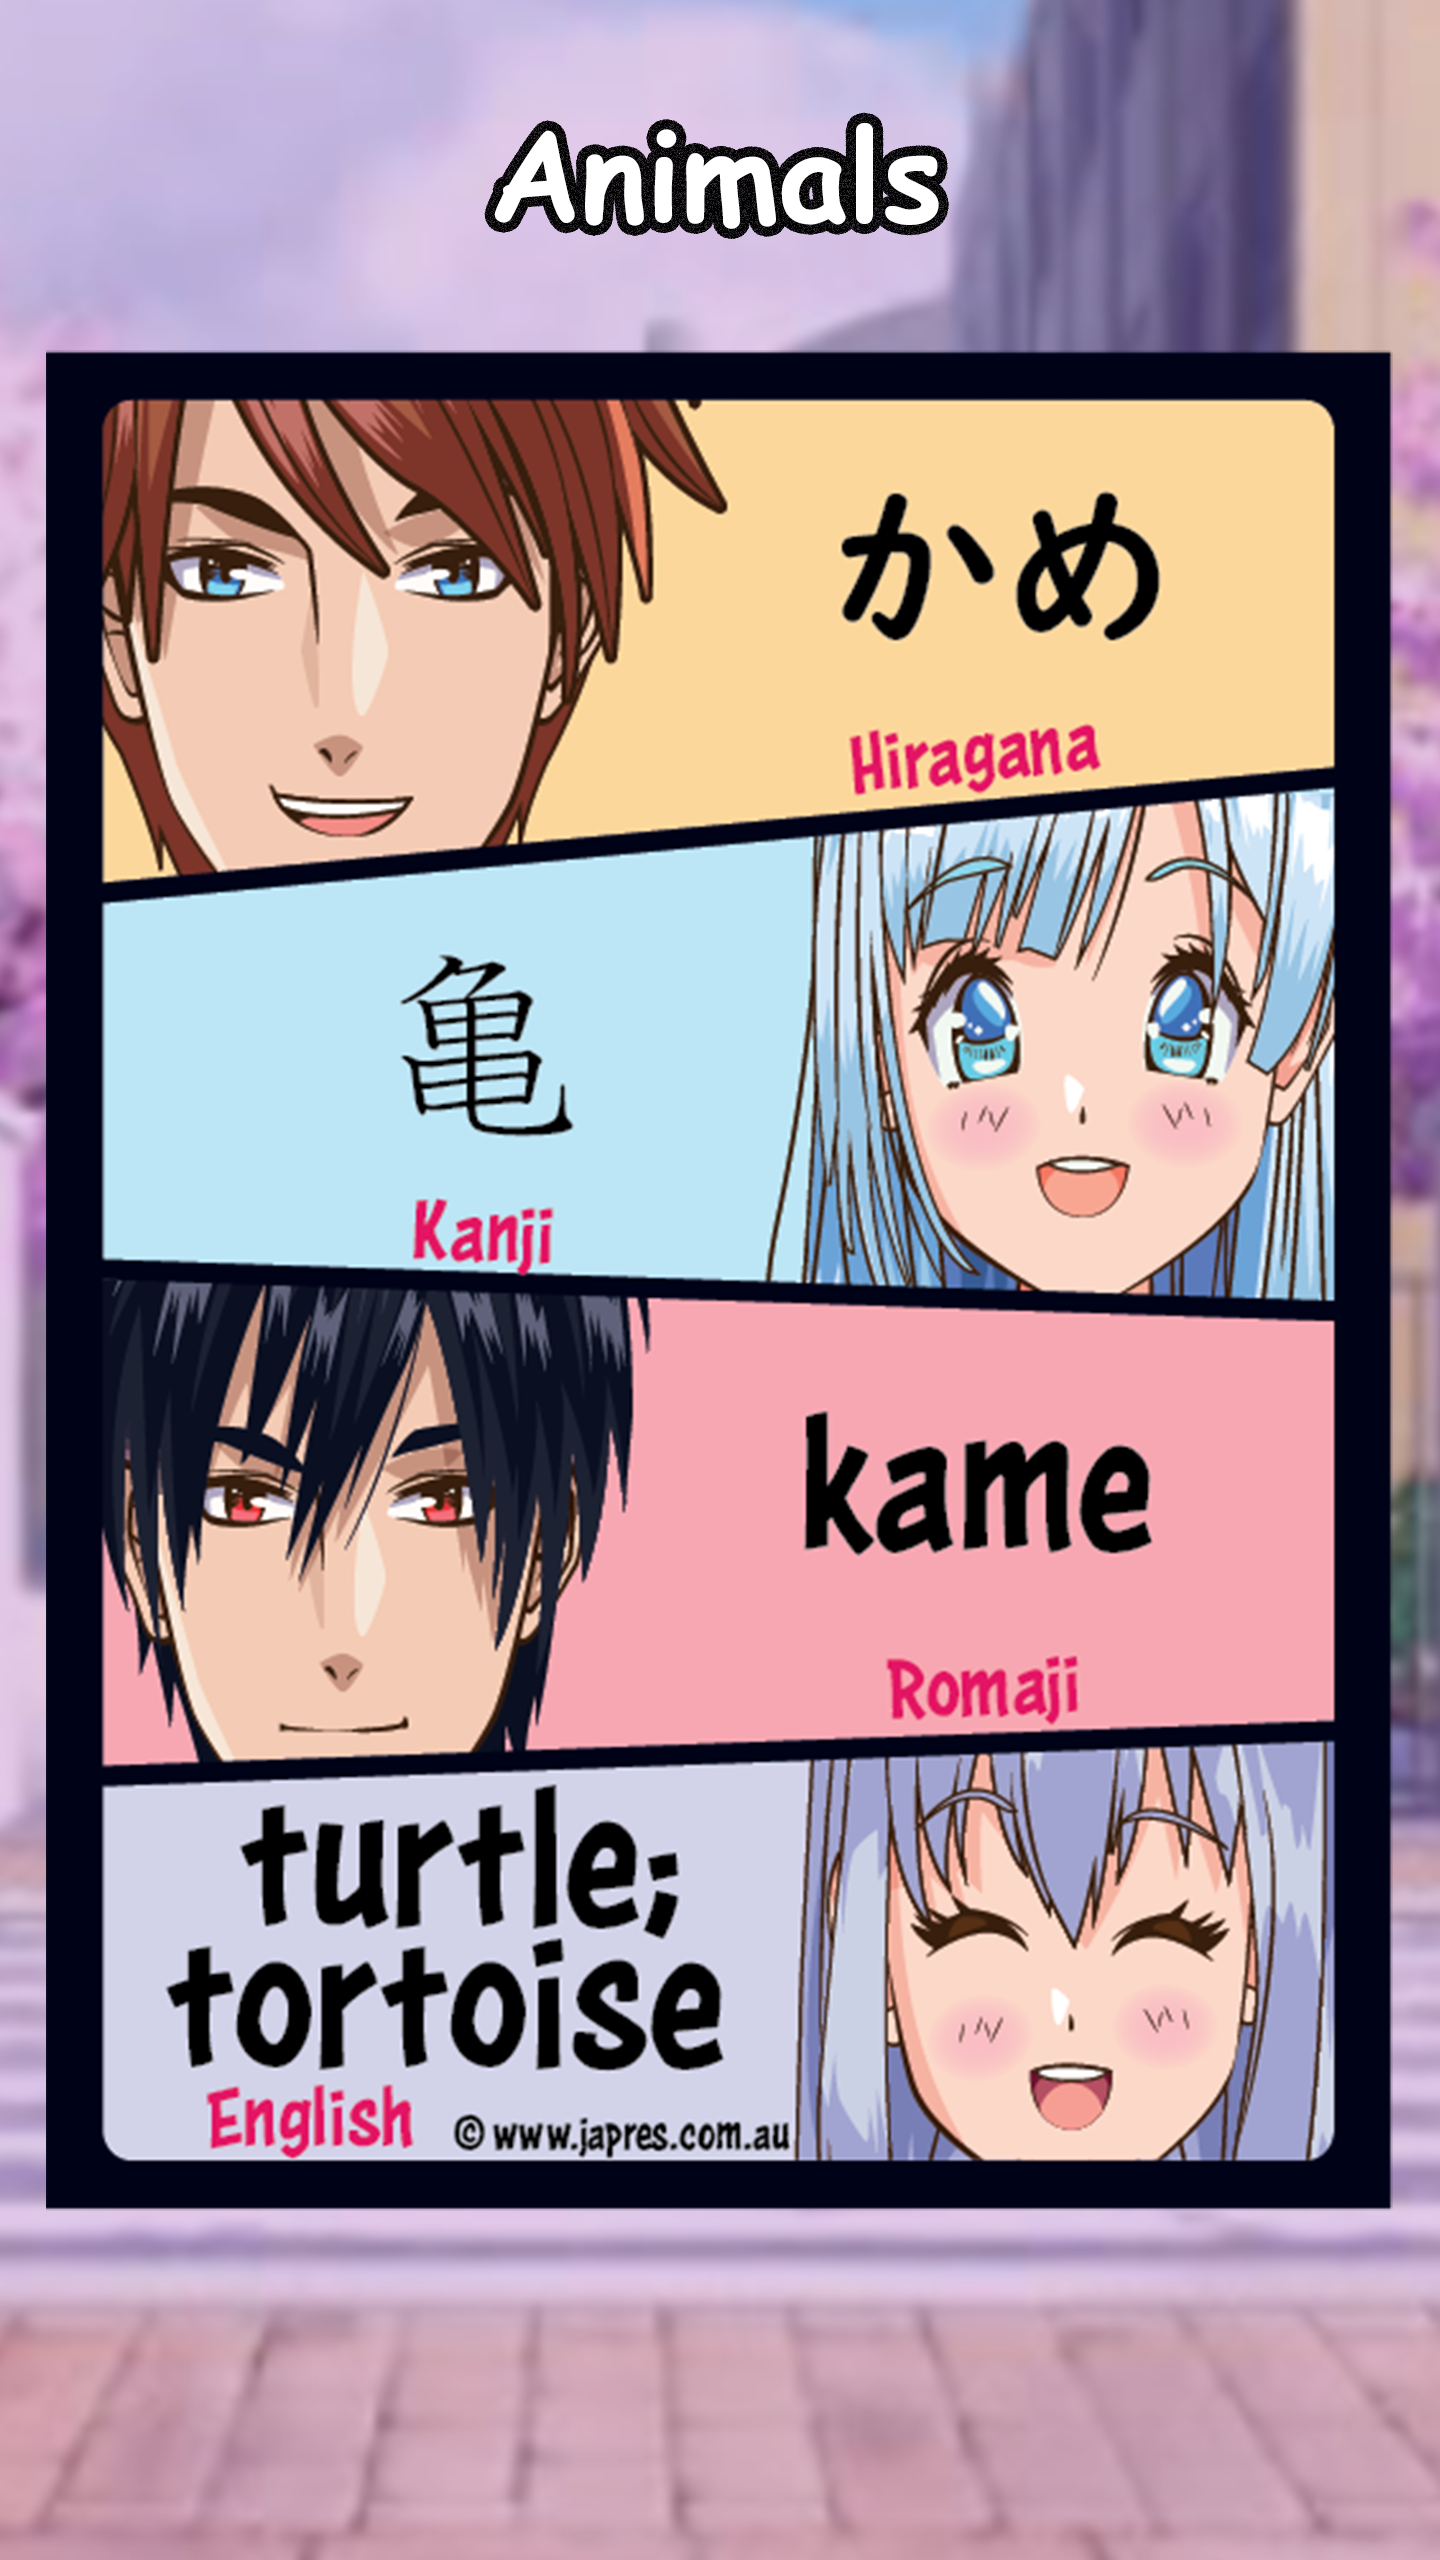 Animals
かめ
Hiragana
亀
Kanji
kame
Romaji
turtle;
tortoise
English
© www.japres.com.au